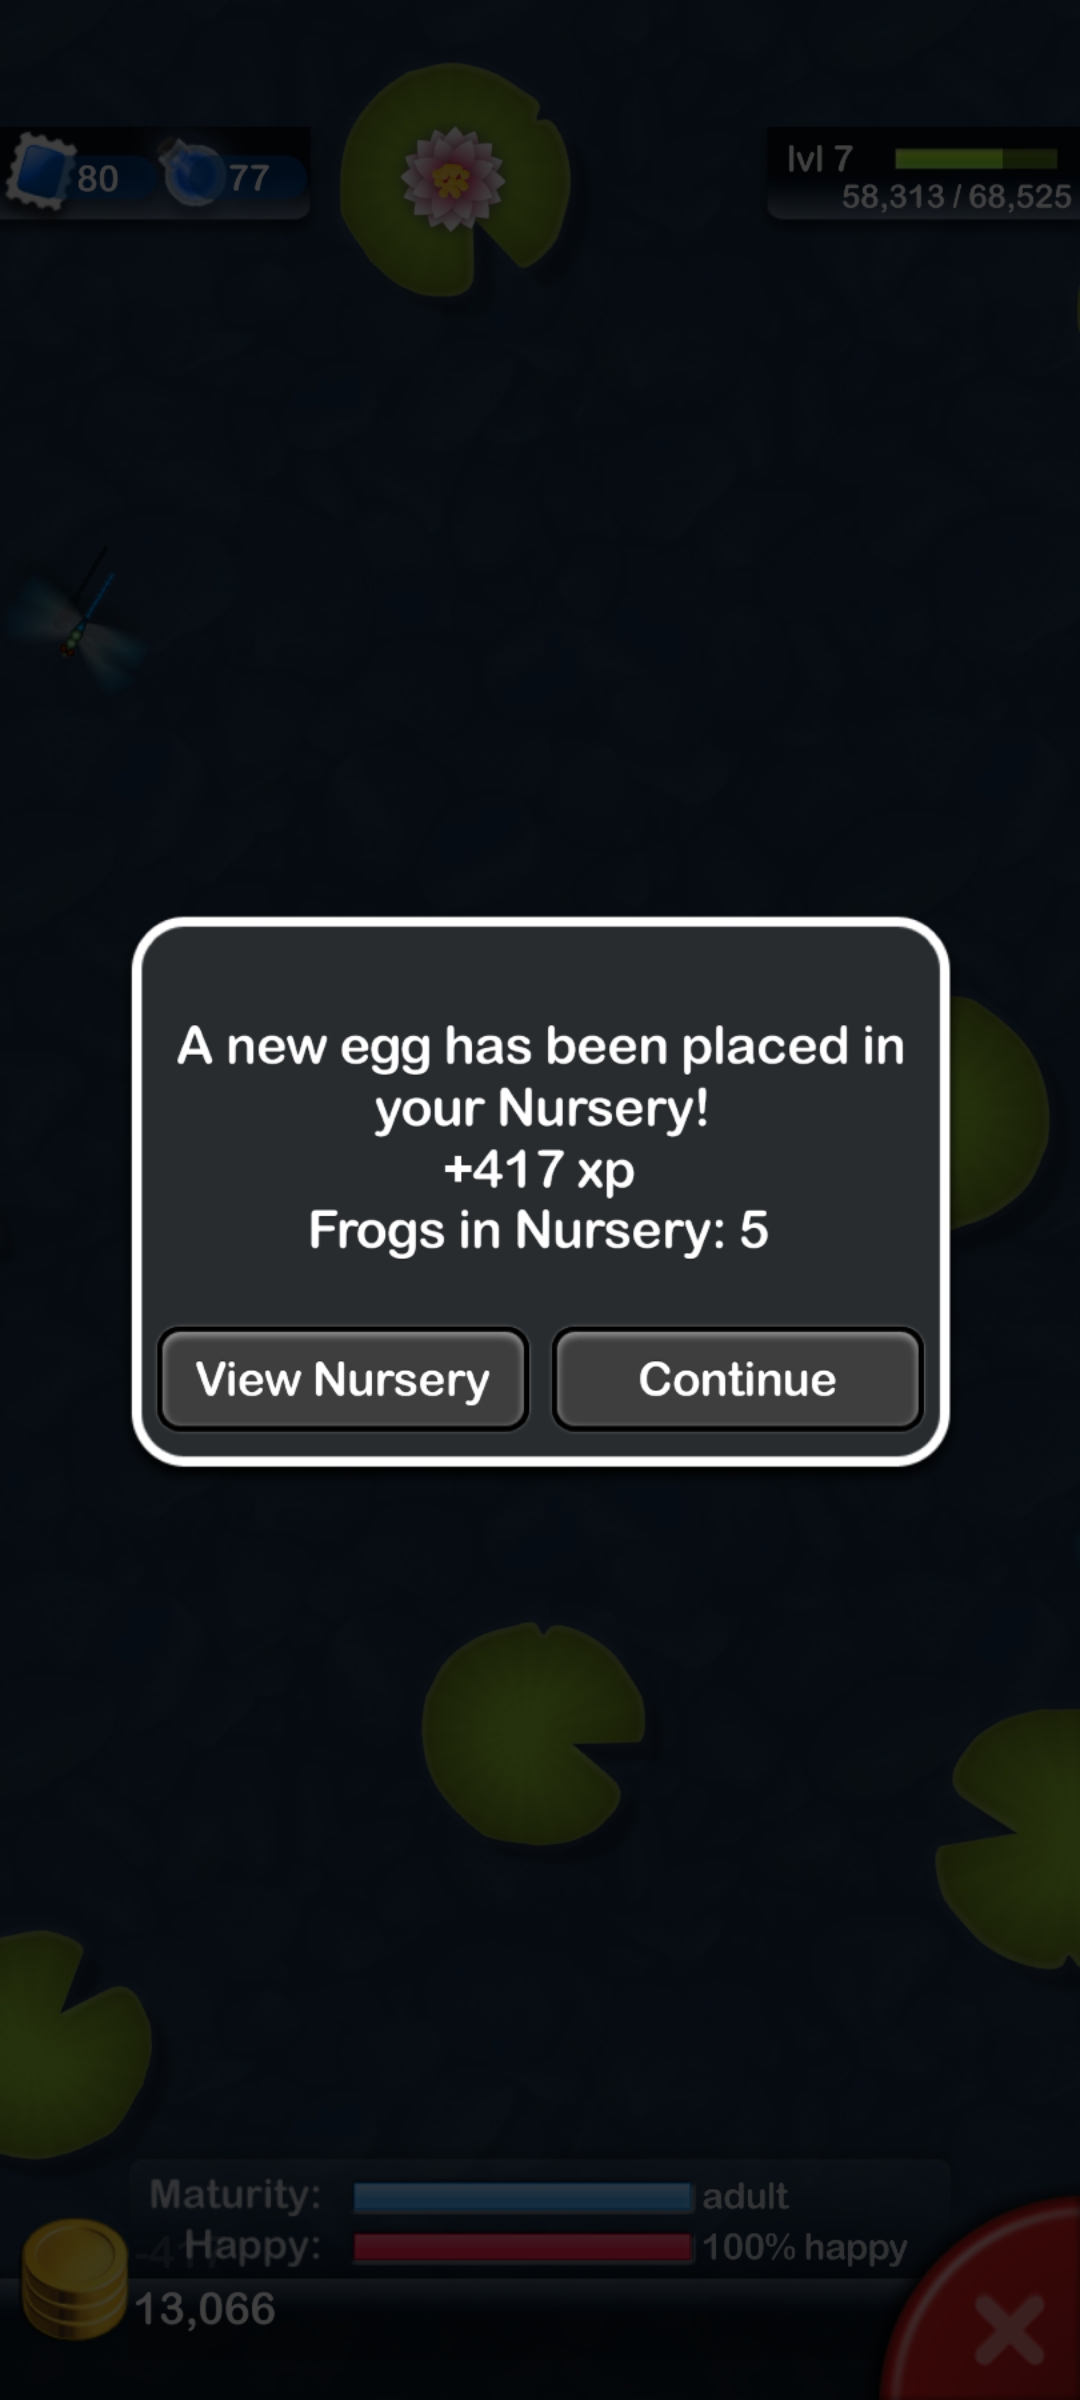 80
77
lvl 7
58,313 / 68,525
A new egg has been placed in
your Nursery!
+417 xp
Frogs in Nursery: 5
View Nursery
Continue
Maturity:
adult
Happy:
100% happy
13,066